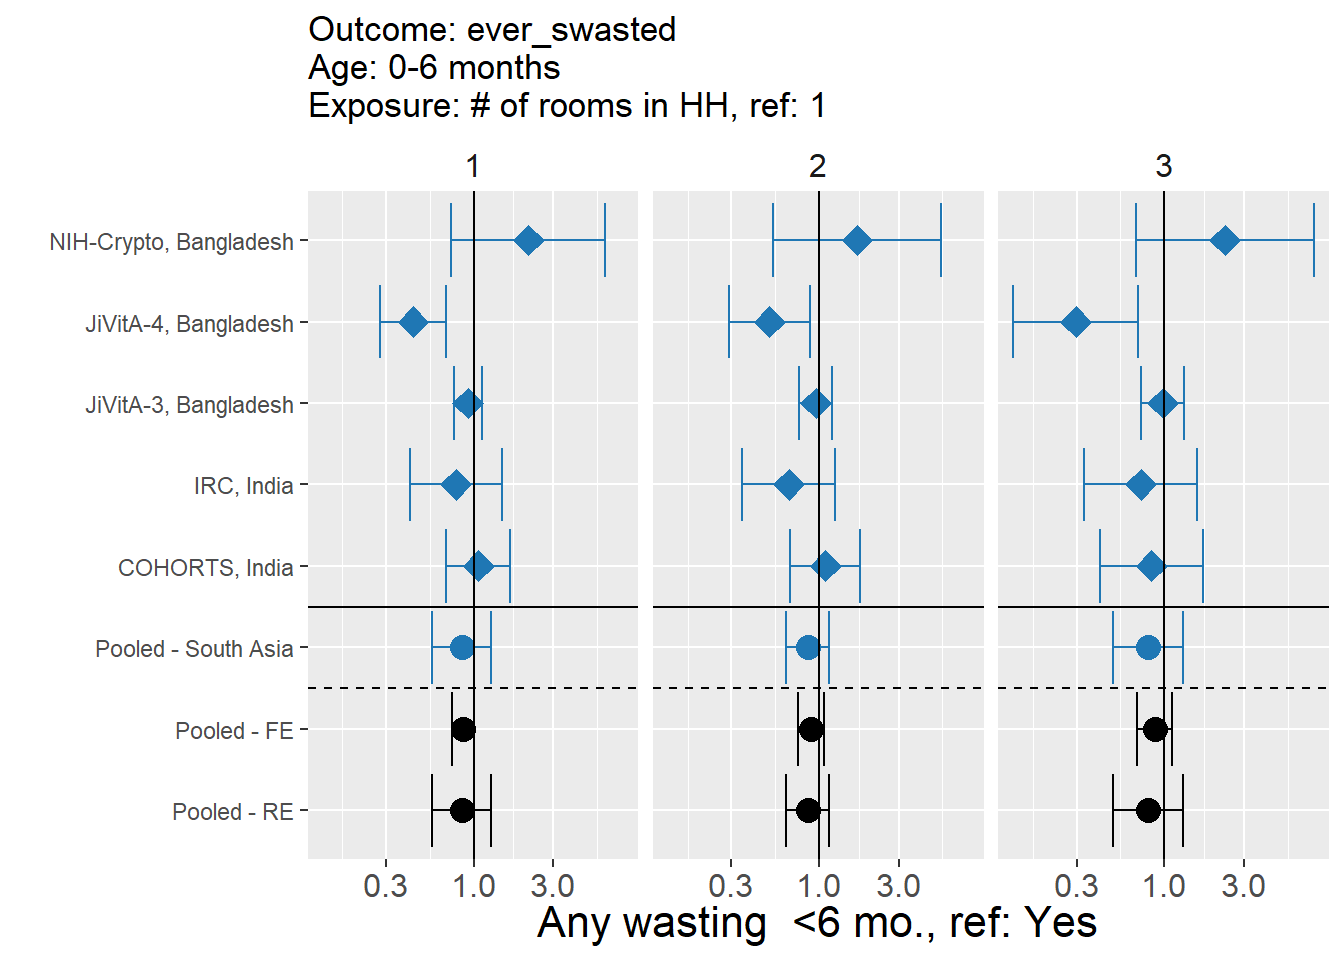 Outcome: ever_swasted
Age: 0-6 months
Exposure: # of rooms in HH, ref: 1
1 2 3
NIH-Crypto, Bangladesh
JiVitA-4, Bangladesh
JiVitA-3, Bangladesh
IRC, India
COHORTS, India
Pooled - South Asia
Pooled - FE
Pooled - RE
0.3 1.0 3.0 0.3 1.0 3.0 0.3 1.0 3.0
Any wasting  <6 mo., ref: Yes